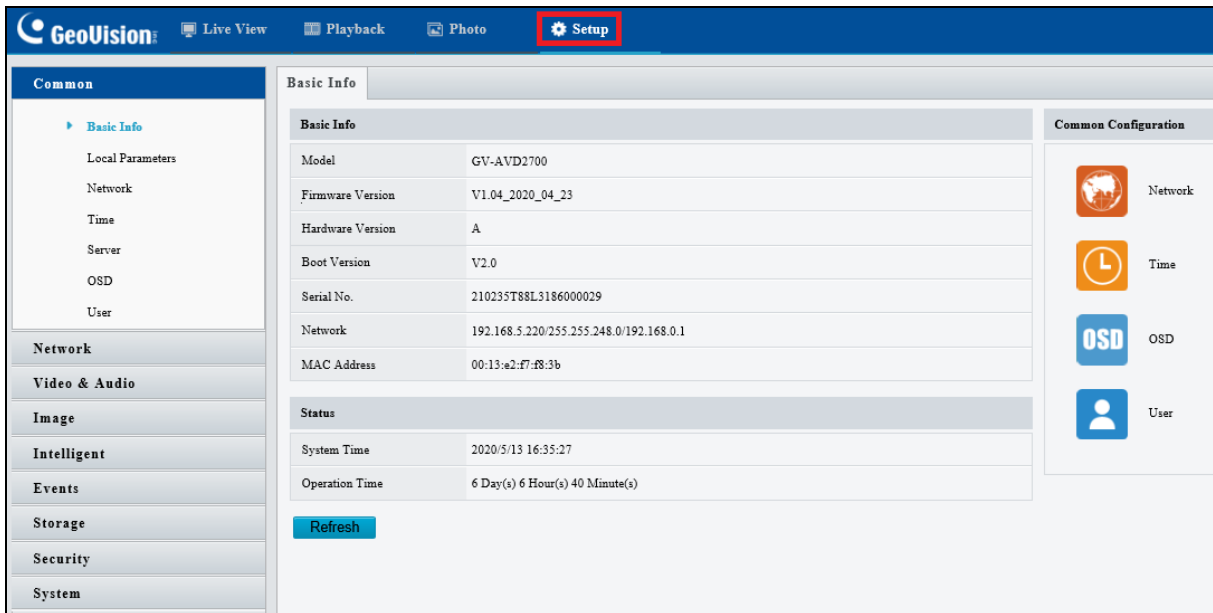 GeoVision Live View Playback Photo Setup
Common
Basic Info
Local Parameters
Network
Time
Server
OSD
User
Network
Video & Audio
Image
Intelligent
Events
Storage
Security
System
Basic Info
Basic Info
Model GV-AVD2700
Firmware Version V1.04_2020_04_23
Hardware Version A
Boot Version V2.0
Serial No. 210235T88L3186000029
Network 192.168.5.220/255.255.248.0/192.168.0.1
MAC Address 00:13:e2:f7:f8:3b
Status
System Time 2020/5/13 16:35:27
Operation Time 6 Day(s) 6 Hour(s) 40 Minute(s)
Refresh
Common Configuration
Network
Time
OSD OSD
User